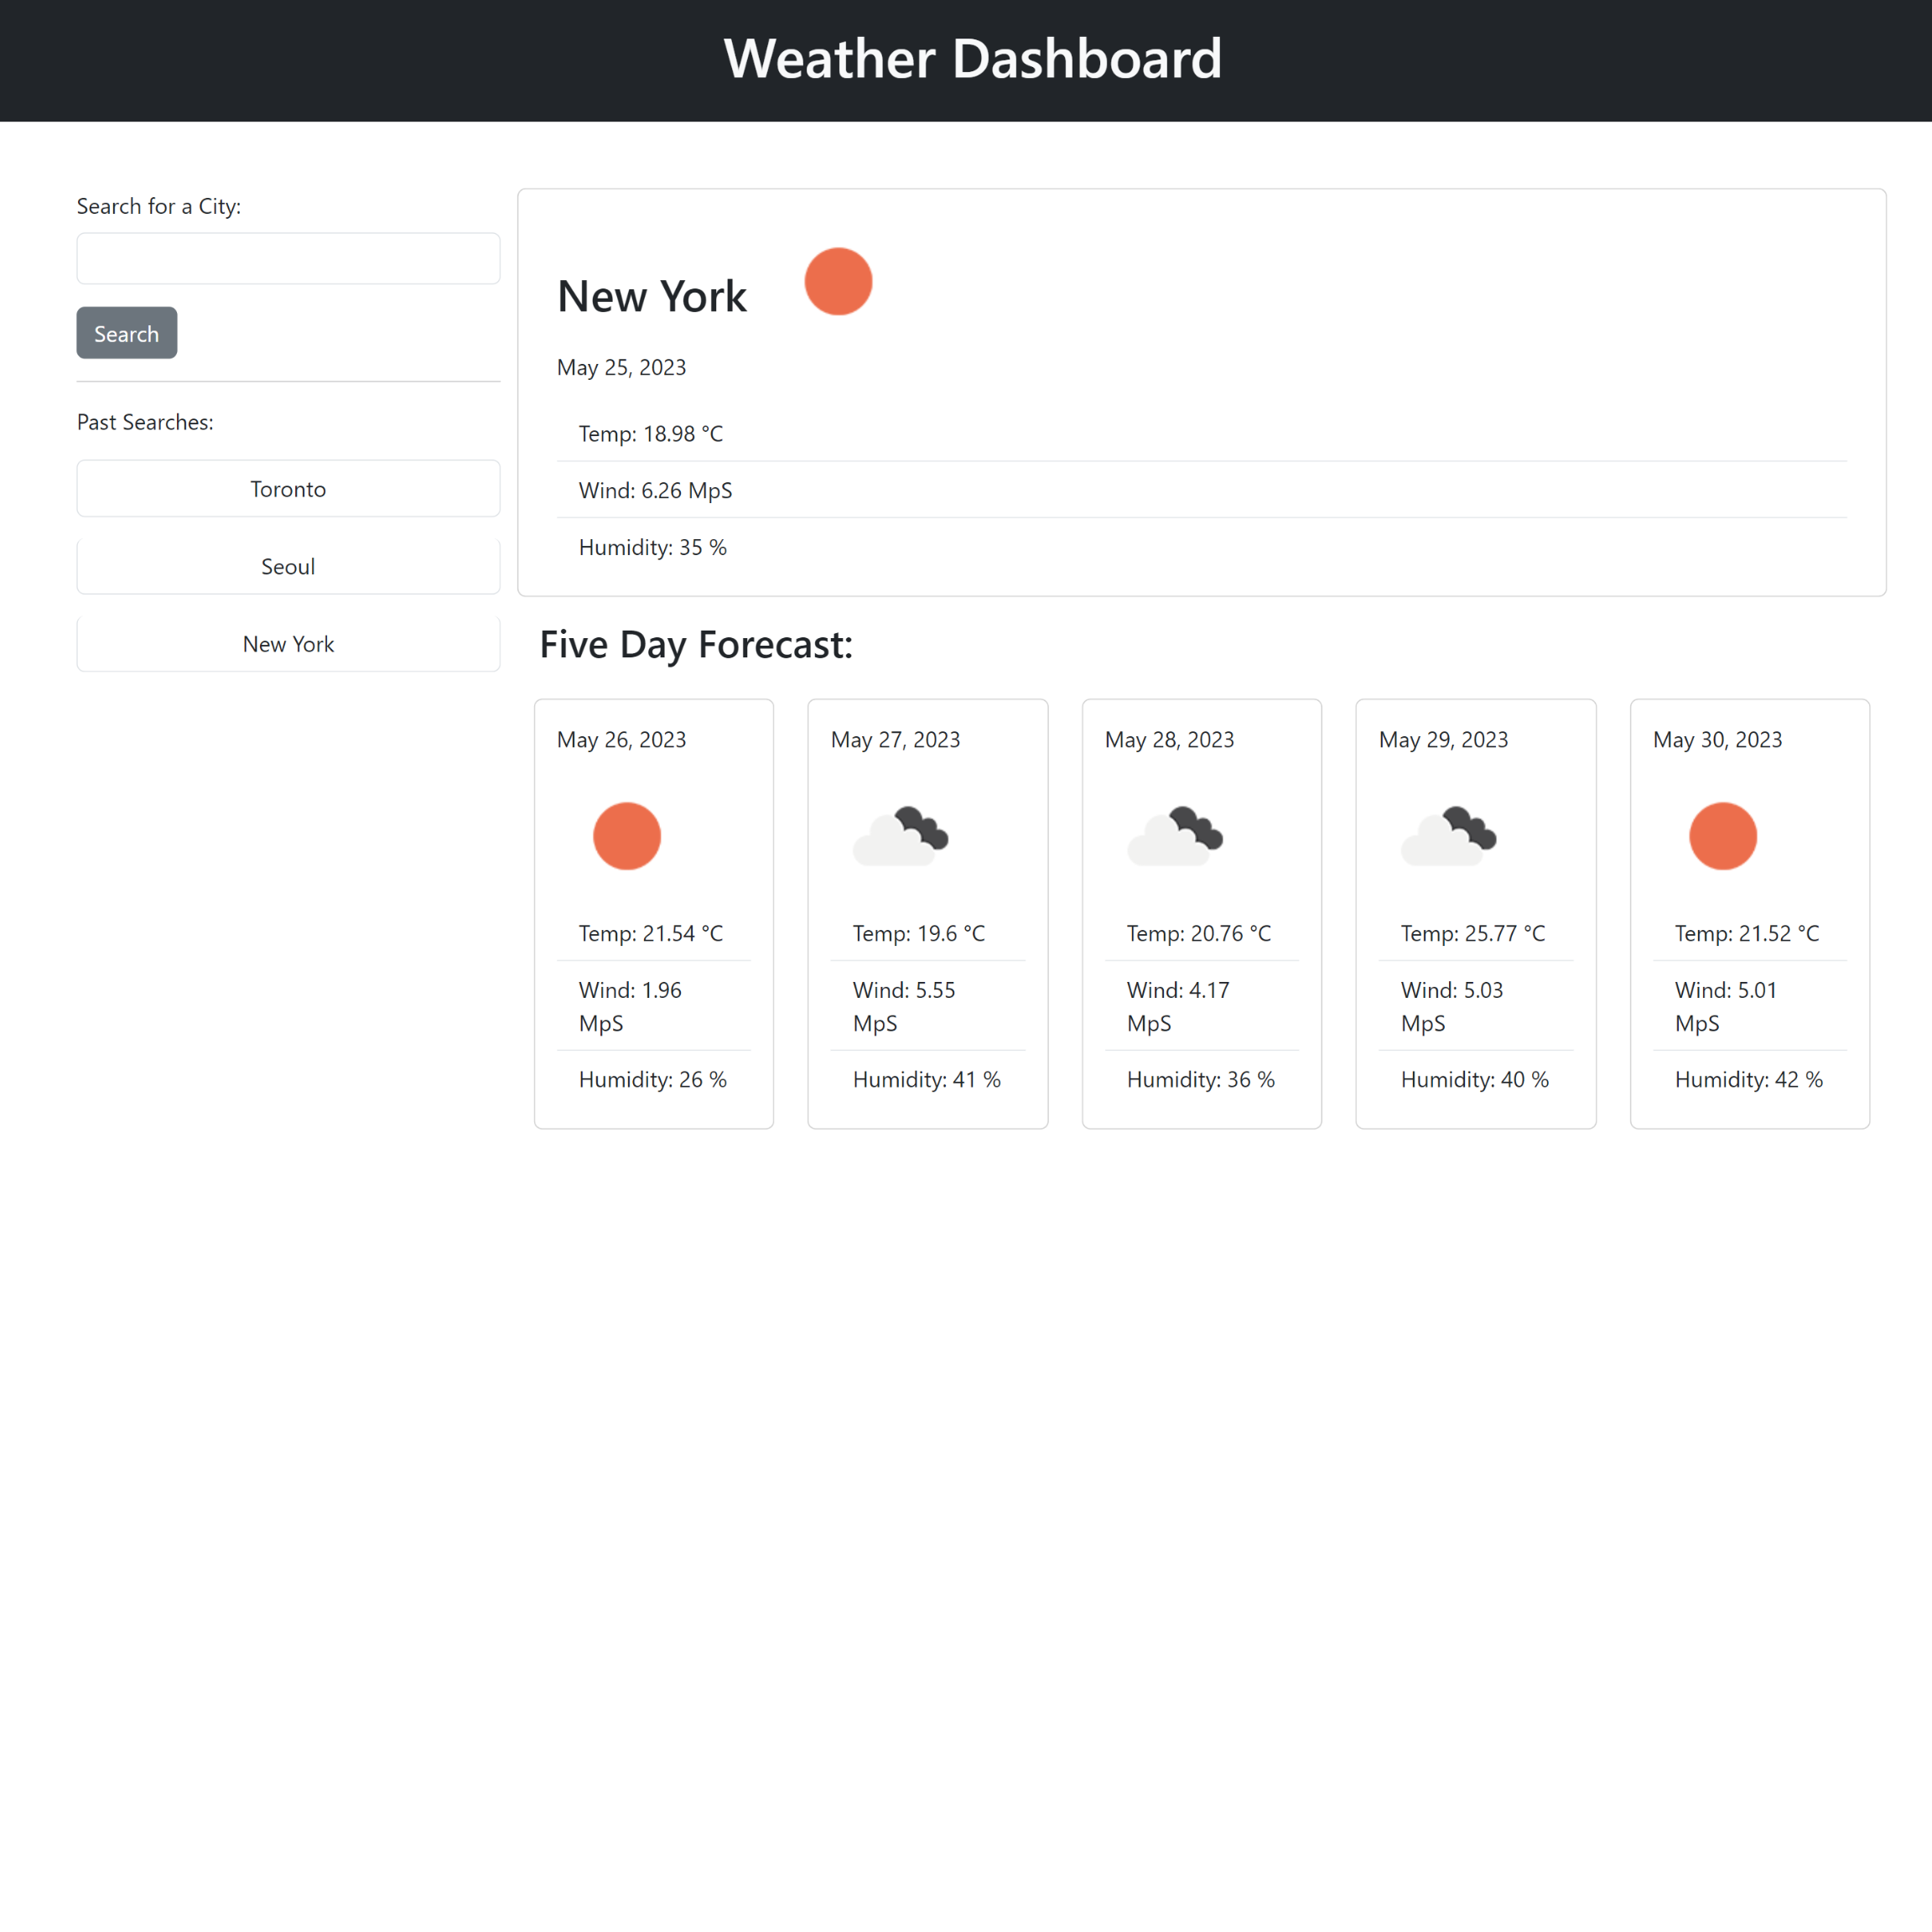 Weather Dashboard
Search for a City:
Search
Past Searches:
Toronto
Seoul
New York
New York
May 25, 2023
Temp: 18.98 °C
Wind: 6.26 MpS
Humidity: 35 %
Five Day Forecast:
May 26, 2023
Temp: 21.54 °C
Wind: 1.96
MpS
Humidity: 26 %
May 27, 2023
Temp: 19.6 °C
Wind: 5.55
MpS
Humidity: 41 %
May 28, 2023
Temp: 20.76 °C
Wind: 4.17
MpS
Humidity: 36 %
May 29, 2023
Temp: 25.77 °C
Wind: 5.03
MpS
Humidity: 40 %
May 30, 2023
Temp: 21.52 °C
Wind: 5.01
MpS
Humidity: 42 %